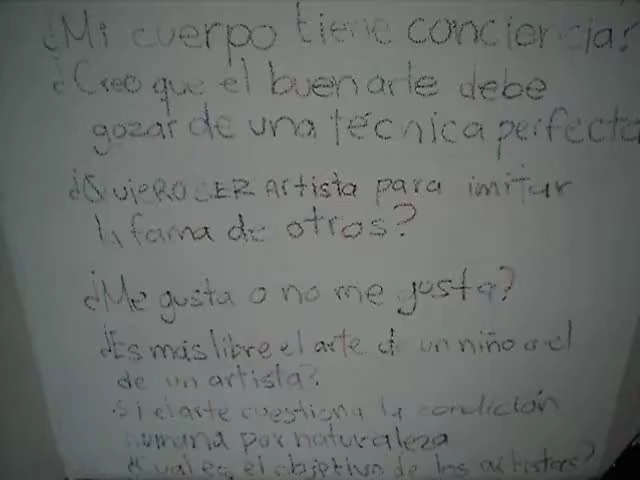 ¿Mi cuerpo tiene conciencia?
¿Creo que el buen arte debe
gozar de una técnica perfecta
¿QuieRO SER Artista para imitar
la fama de otros?
¿Me gusta o no me gusta?
¿Es más libre el arte de un niño o el
de un artista?
Si el arte cuestiona la condición
humana por naturaleza
¿Cual es el objetivo de los artistas?